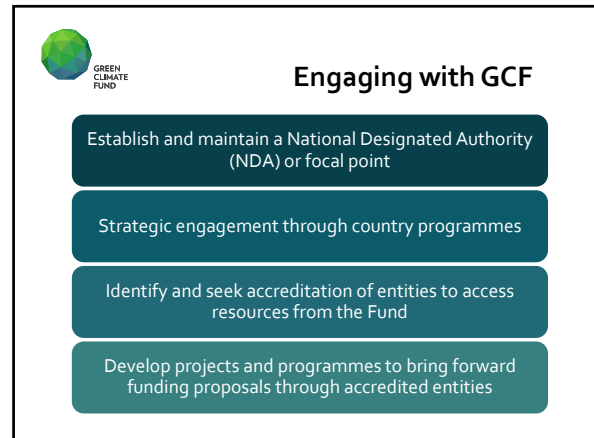 GREEN
CLIMATE
FUND
Engaging with GCF
Establish and maintain a National Designated Authority
(NDA) or focal point
Strategic engagement through country programmes
Identify and seek accreditation of entities to access
resources from the Fund
Develop projects and programmes to bring forward
funding proposals through accredited entities